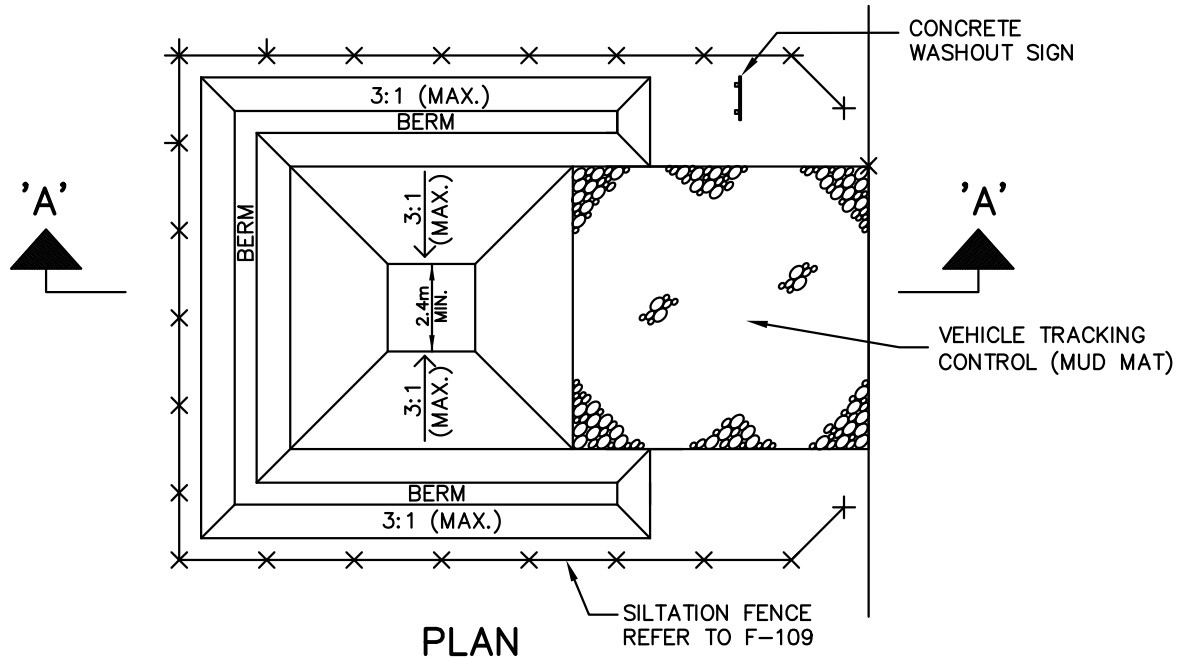 CONCRETE
WASHOUT SIGN
3:1 (MAX.)
BERM
'A'
'A'
BERM
3:1
(MAX.)
2.4m
MIN.
3:1
(MAX.)
VEHICLE TRACKING
CONTROL (MUD MAT)
BERM
3:1 (MAX.)
SILTATION FENCE
REFER TO F-109
PLAN